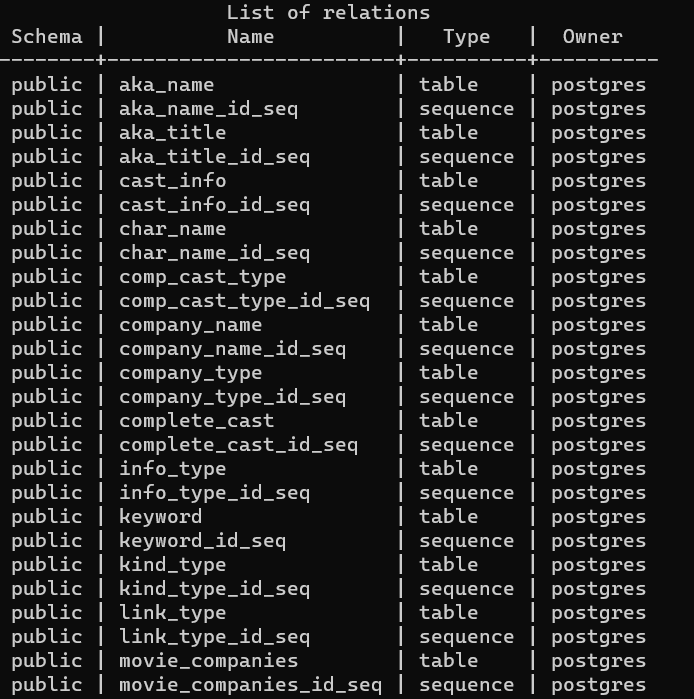 List of relations
Schema | Name | Type | Owner
--------+------------------------+----------+----------
public | aka_name | table | postgres
public | aka_name_id_seq | sequence | postgres
public | aka_title | table | postgres
public | aka_title_id_seq | sequence | postgres
public | cast_info | table | postgres
public | cast_info_id_seq | sequence | postgres
public | char_name | table | postgres
public | char_name_id_seq | sequence | postgres
public | comp_cast_type | table | postgres
public | comp_cast_type_id_seq | sequence | postgres
public | company_name | table | postgres
public | company_name_id_seq | sequence | postgres
public | company_type | table | postgres
public | company_type_id_seq | sequence | postgres
public | complete_cast | table | postgres
public | complete_cast_id_seq | sequence | postgres
public | info_type | table | postgres
public | info_type_id_seq | sequence | postgres
public | keyword | table | postgres
public | keyword_id_seq | sequence | postgres
public | kind_type | table | postgres
public | kind_type_id_seq | sequence | postgres
public | link_type | table | postgres
public | link_type_id_seq | sequence | postgres
public | movie_companies | table | postgres
public | movie_companies_id_seq | sequence | postgres